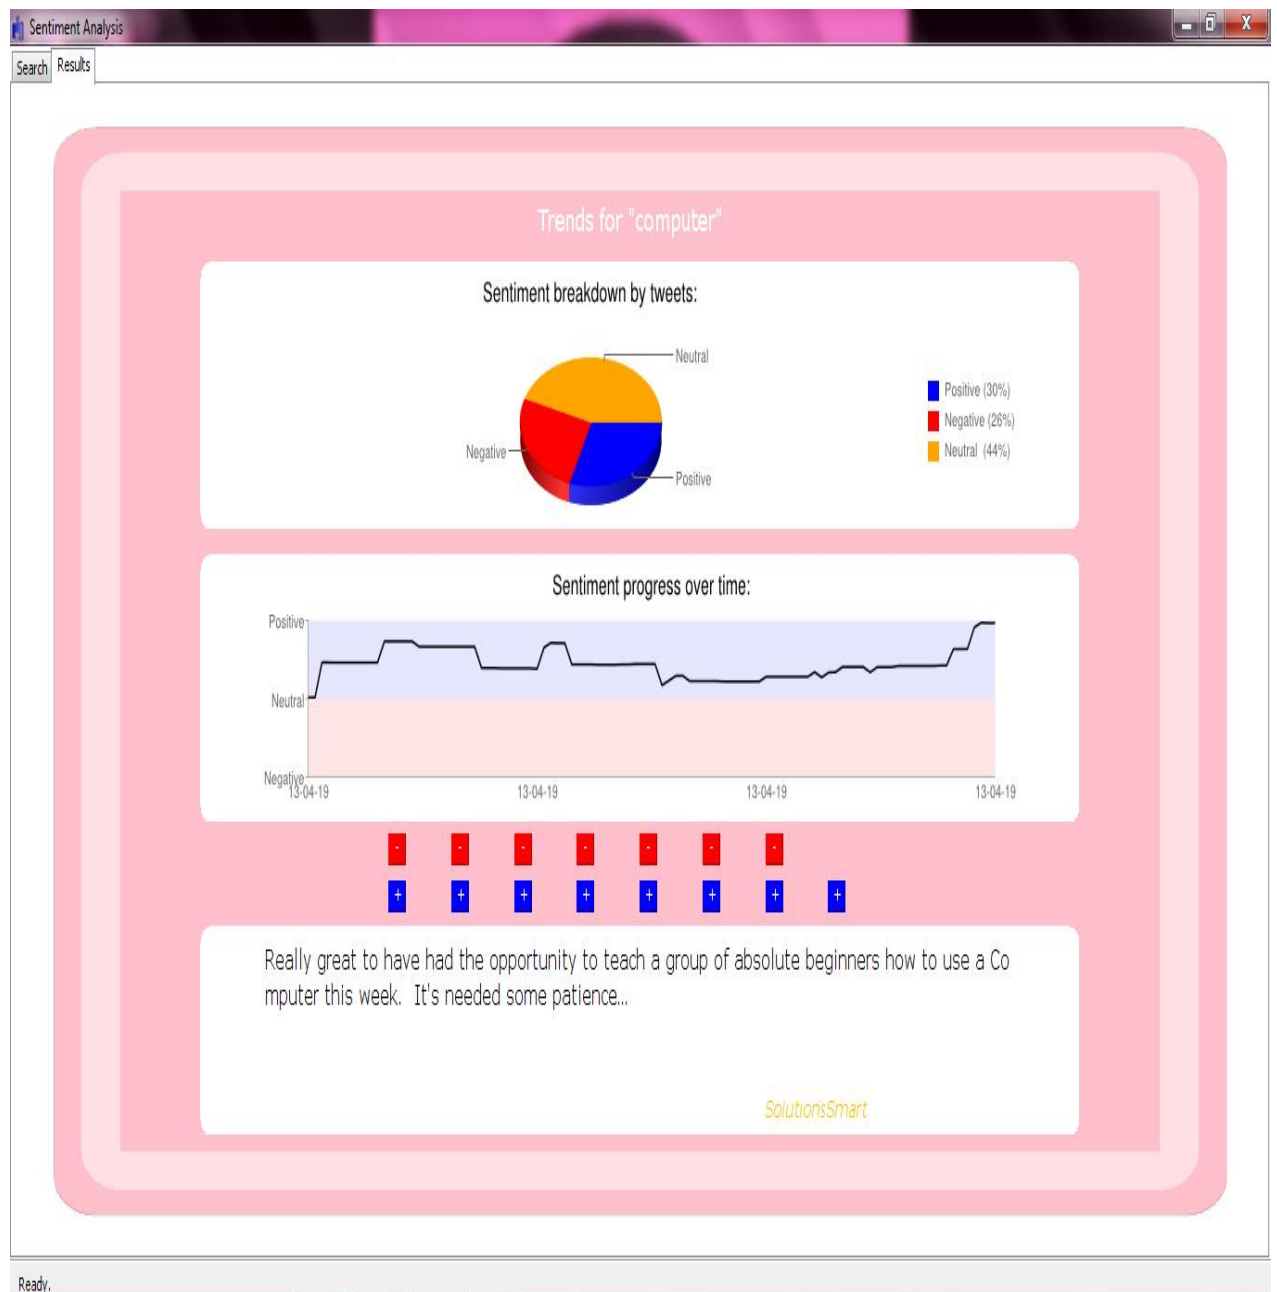 Sentiment Analysis
Search Results
Trends for "computer"
Sentiment breakdown by tweets:
Neutral
Negative
Positive
Positive (30%)
Negative (26%)
Neutral (44%)
Sentiment progress over time:
Positive
Neutral
Negative
13-04-19 13-04-19 13-04-19 13-04-19
- - - - - - -
+ + + + + + + +
Really great to have had the opportunity to teach a group of absolute beginners how to use a Co
mputer this week. It's needed some patience...
SolutionsSmart
Ready.